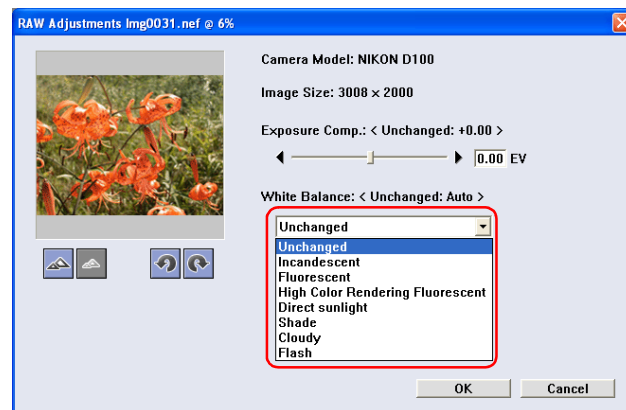 RAW Adjustments Img0031.nef @ 6%
Camera Model: NIKON D100
Image Size: 3008 x 2000
Exposure Comp.: < Unchanged: +0.00 >
0.00 EV
White Balance: < Unchanged: Auto >
Unchanged
Unchanged
Incandescent
Fluorescent
High Color Rendering Fluorescent
Direct sunlight
Shade
Cloudy
Flash
OK Cancel